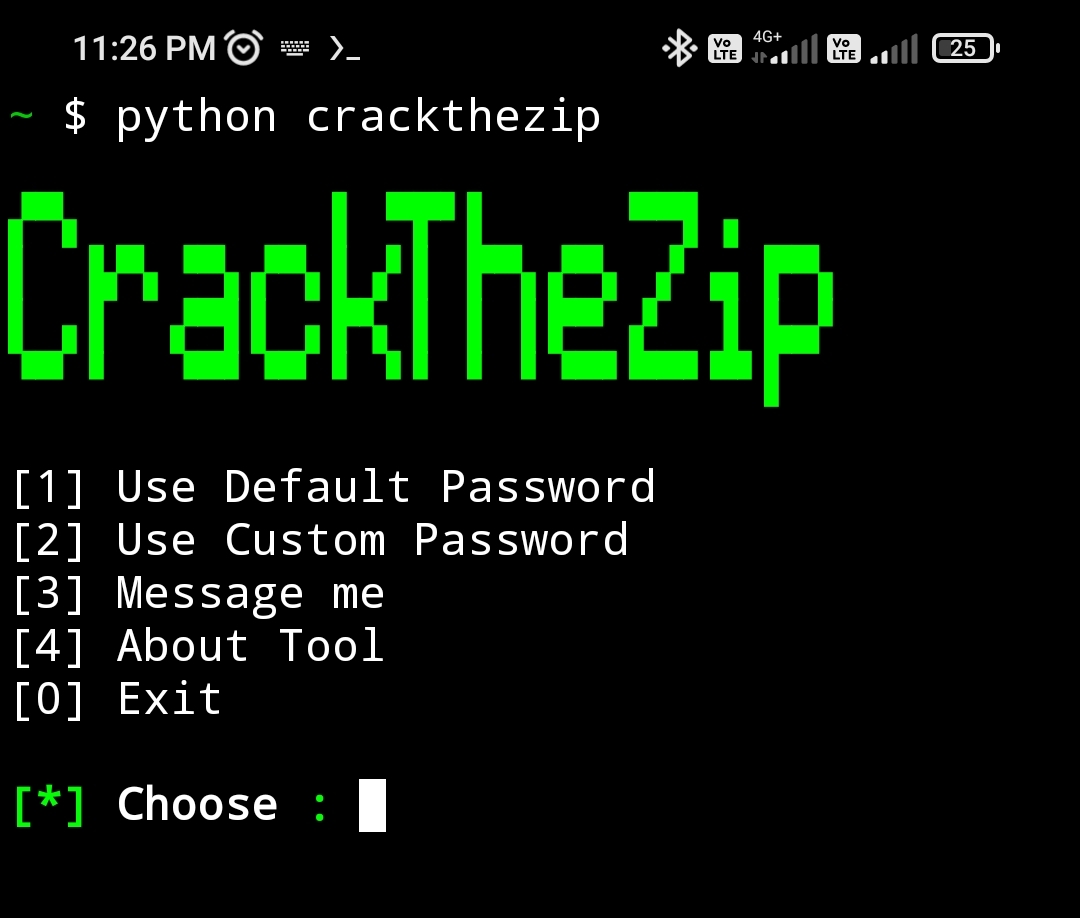 11:26 PM >_ Vo LTE 4G+ Vo LTE 25
~ $ python crackthezip
CrackTheZip
[1] Use Default Password
[2] Use Custom Password
[3] Message me
[4] About Tool
[0] Exit
[*] Choose :